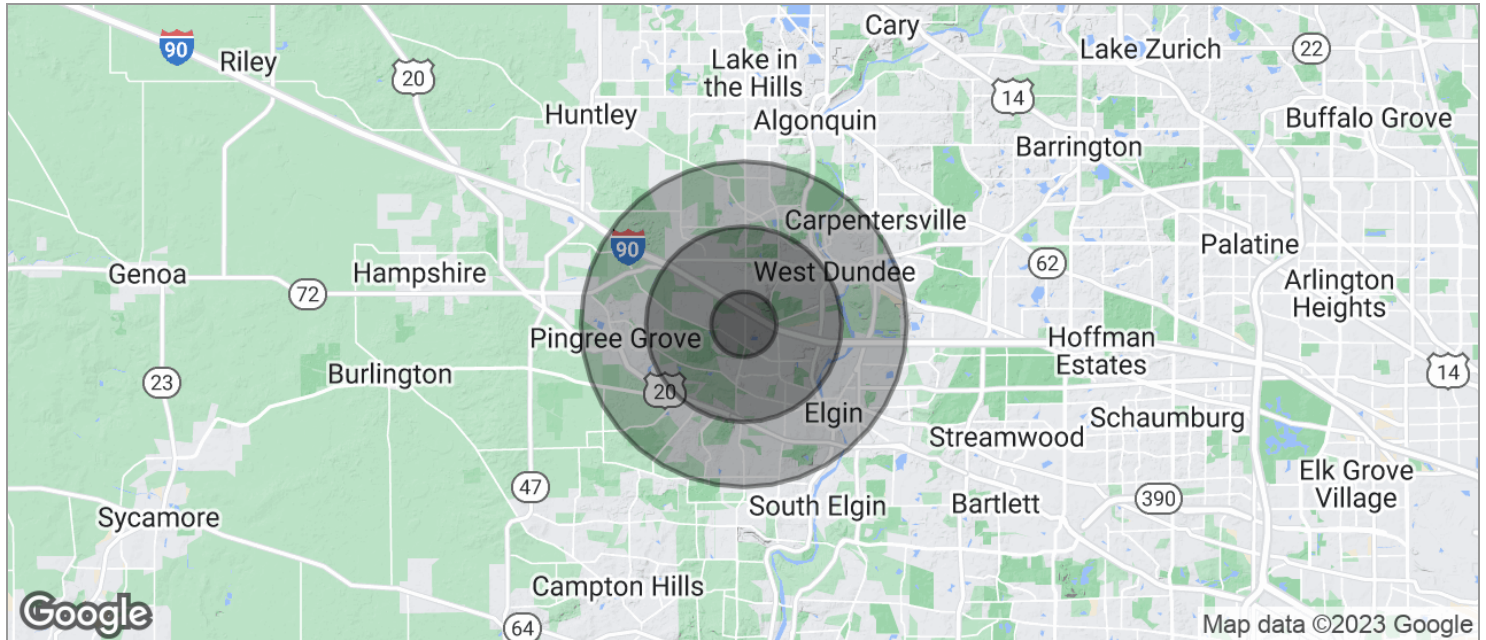 Cary
90
Riley
20
Lake in
the Hills
Lake Zurich
22
14
Huntley
Algonquin
Buffalo Grove
Barrington
Carpentersville
90
Palatine
Genoa
Hampshire
72
West Dundee
62
Arlington
Heights
Pingree Grove
Hoffman
Estates
Burlington
23
20
14
Elgin
Schaumburg
Streamwood
Elk Grove
Village
47
South Elgin
Bartlett
390
Sycamore
Campton Hills
Google
64
Map data ©2023 Google